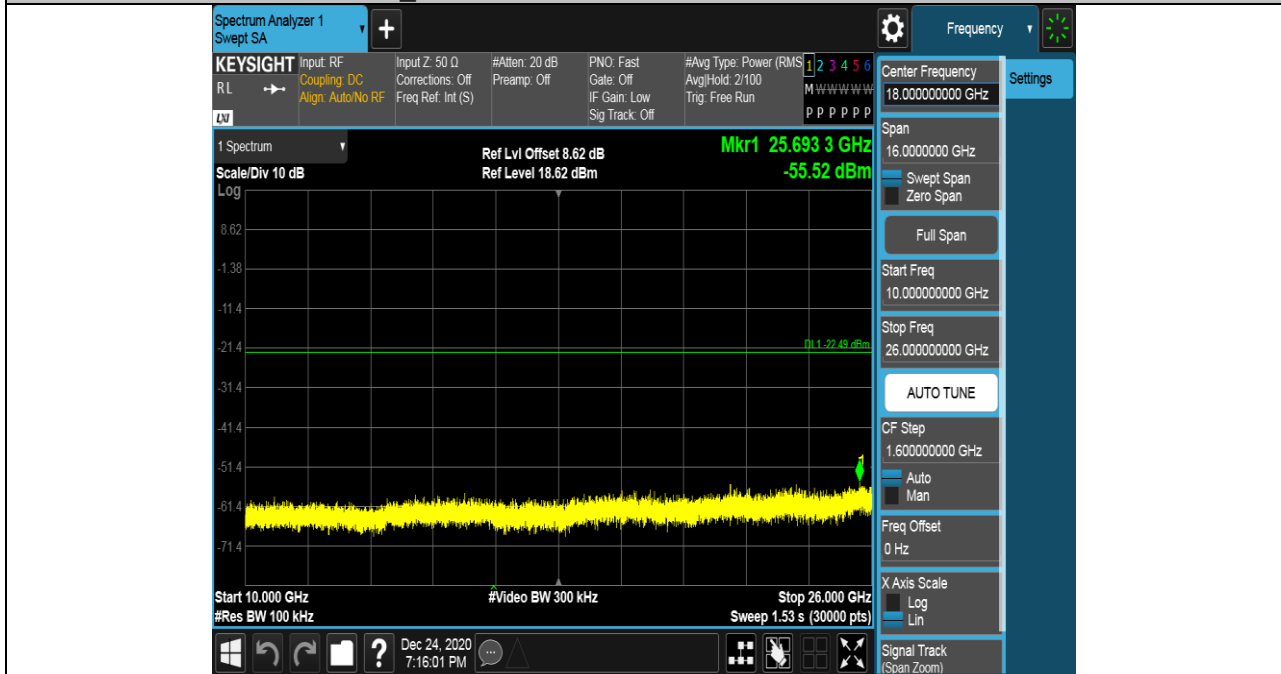 Spectrum Analyzer 1
Swept SA
Frequency
KEYSIGHT
RL
LXI
Input: RF
Coupling: DC
Align: Auto/No RF
Input Z: 50 Ω
Corrections: Off
Freq Ref: Int (S)
#Atten: 20 dB
Preamp: Off
PNO: Fast
Gate: Off
IF Gain: Low
Sig Track: Off
#Avg Type: Power (RMS
Avg|Hold: 2/100
Trig: Free Run
1 2 3 4 5 6
M W W W W W
P P P P P P
1 Spectrum
Scale/Div 10 dB
Ref Lvl Offset 8.62 dB
Ref Level 18.62 dBm
Mkr1 25.693 3 GHz
-55.52 dBm
Log
8.62
-1.38
-11.4
-21.4
-31.4
-41.4
-51.4
-61.4
-71.4
DL1 -22.49 dBm
1
Start 10.000 GHz
#Res BW 100 kHz
#Video BW 300 kHz
Stop 26.000 GHz
Sweep 1.53 s (30000 pts)
?
Dec 24, 2020
7:16:01 PM
Center Frequency
18.000000000 GHz
Span
16.0000000 GHz
Swept Span
Zero Span
Full Span
Start Freq
10.000000000 GHz
Stop Freq
26.000000000 GHz
AUTO TUNE
CF Step
1.600000000 GHz
Auto
Man
Freq Offset
0 Hz
X Axis Scale
Log
Lin
Signal Track
(Span Zoom)
Settings